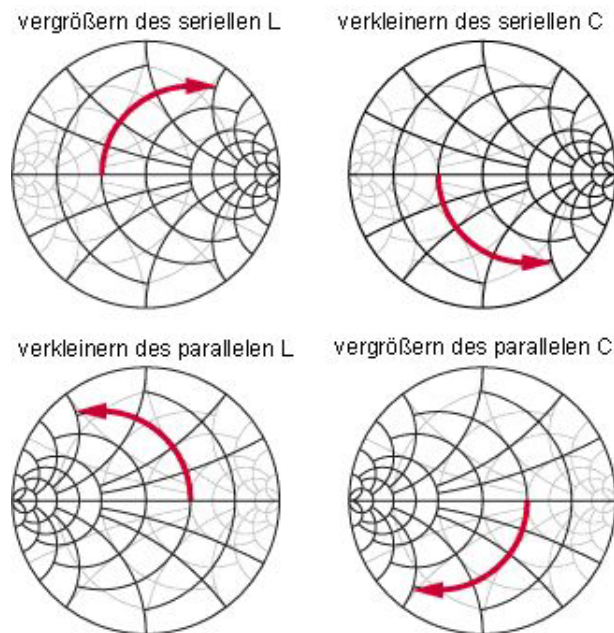 vergrößern des seriellen L
verkleinern des seriellen C
verkleinern des parallelen L
vergrößern des parallelen C